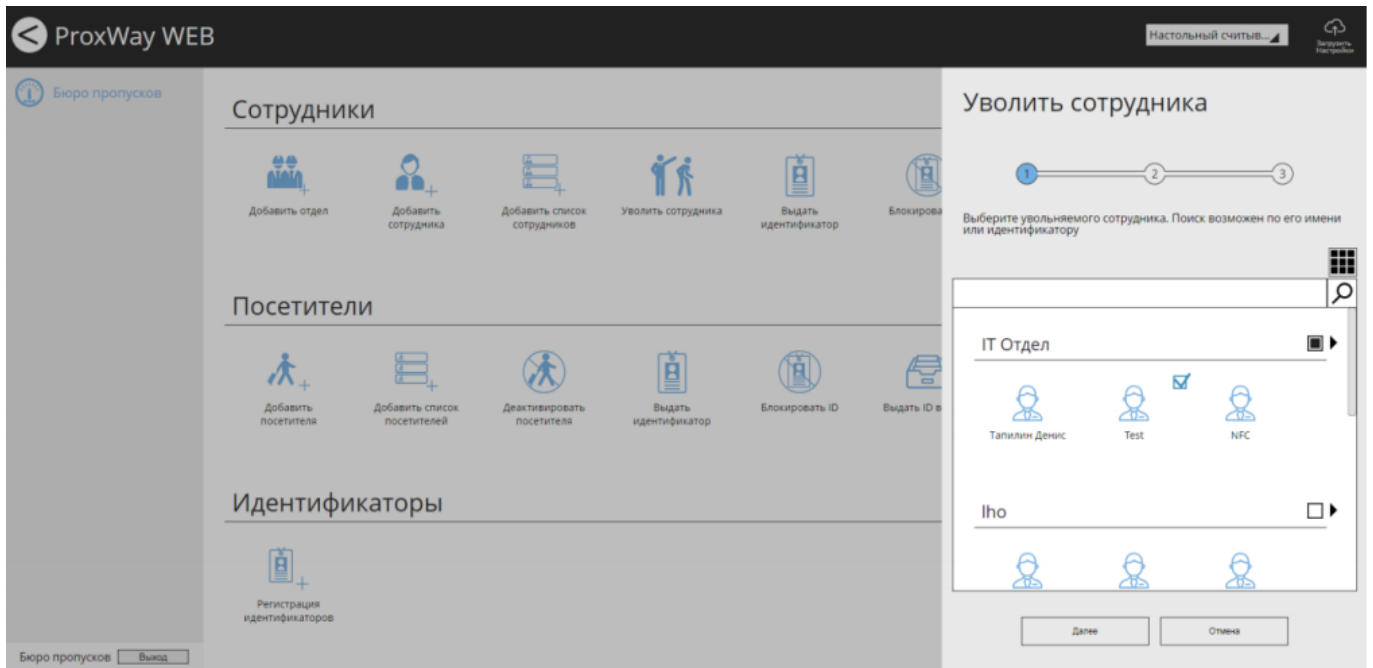 ProxWay WEB
Настольный считыв...
Загрузить
Настройки
Бюро пропусков
Сотрудники
Добавить отдел
Добавить
сотрудника
Добавить список
сотрудников
Уволить сотрудника
Выдать
идентификатор
Блокирова
Посетители
Добавить
посетителя
Добавить список
посетителей
Деактивировать
посетителя
Выдать
идентификатор
Блокировать ID
Выдать ID в
Идентификаторы
Регистрация
идентификаторов
Бюро пропусков
Выход
Уволить сотрудника
1
2
3
Выберите увольняемого сотрудника. Поиск возможен по его имени
или идентификатору
IT Отдел
Тапилин Денис
Test
NFC
Iho
Далее
Отмена